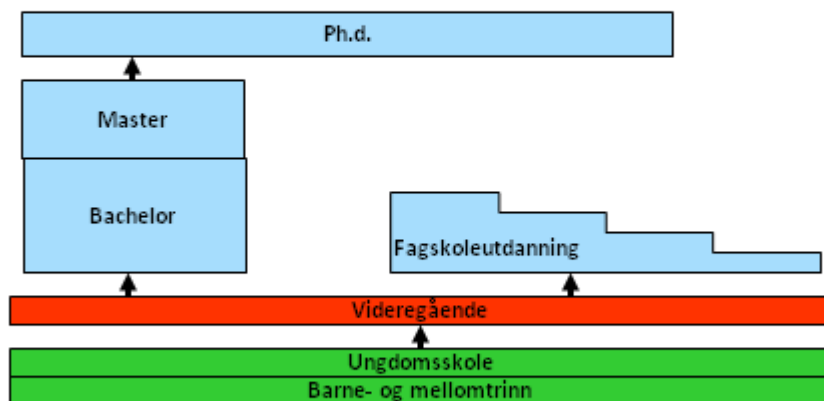 Ph.d.
Master
Bachelor
Fagskoleutdanning
Videregående
Ungdomsskole
Barne- og mellomtrinn